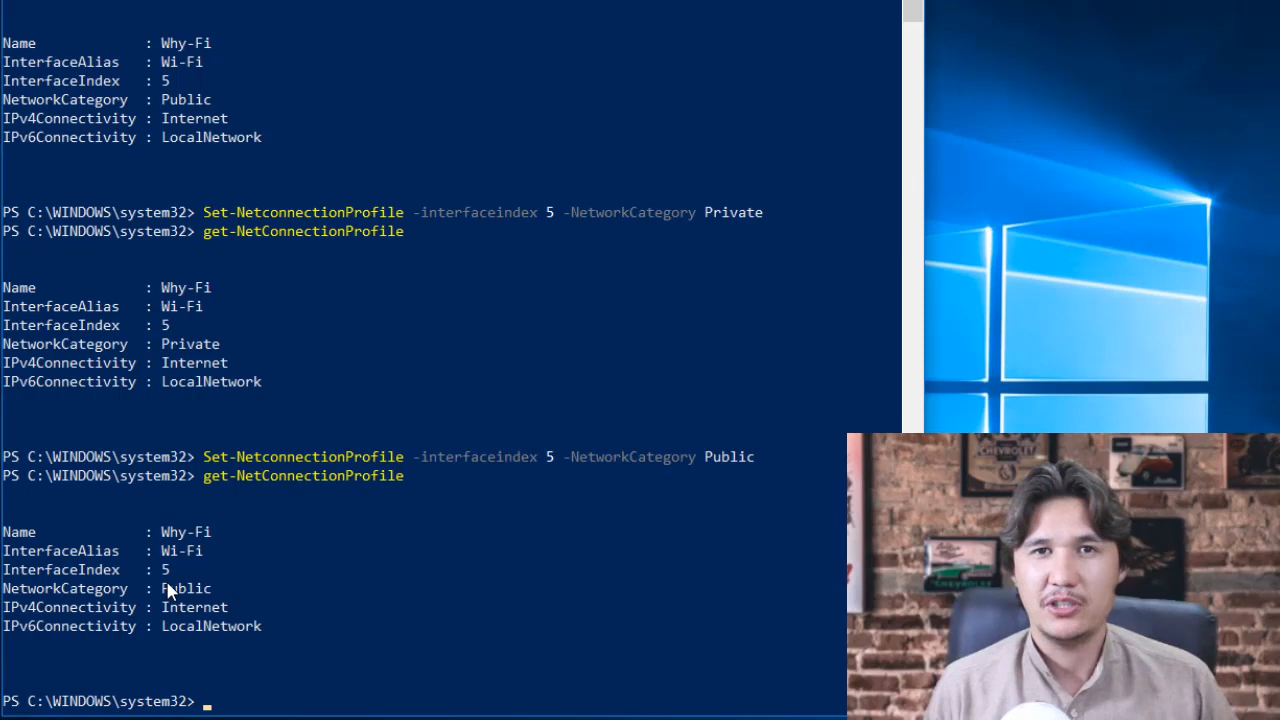 Name : Why-Fi
InterfaceAlias : Wi-Fi
InterfaceIndex : 5
NetworkCategory : Public
IPv4Connectivity : Internet
IPv6Connectivity : LocalNetwork
PS C:\WINDOWS\system32> Set-NetconnectionProfile -interfaceindex 5 -NetworkCategory Private
PS C:\WINDOWS\system32> get-NetConnectionProfile
Name : Why-Fi
InterfaceAlias : Wi-Fi
InterfaceIndex : 5
NetworkCategory : Private
IPv4Connectivity : Internet
IPv6Connectivity : LocalNetwork
PS C:\WINDOWS\system32> Set-NetconnectionProfile -interfaceindex 5 -NetworkCategory Public
PS C:\WINDOWS\system32> get-NetConnectionProfile
Name : Why-Fi
InterfaceAlias : Wi-Fi
InterfaceIndex : 5
NetworkCategory : Public
IPv4Connectivity : Internet
IPv6Connectivity : LocalNetwork
PS C:\WINDOWS\system32>
CHEVROLET
CHEVROLET